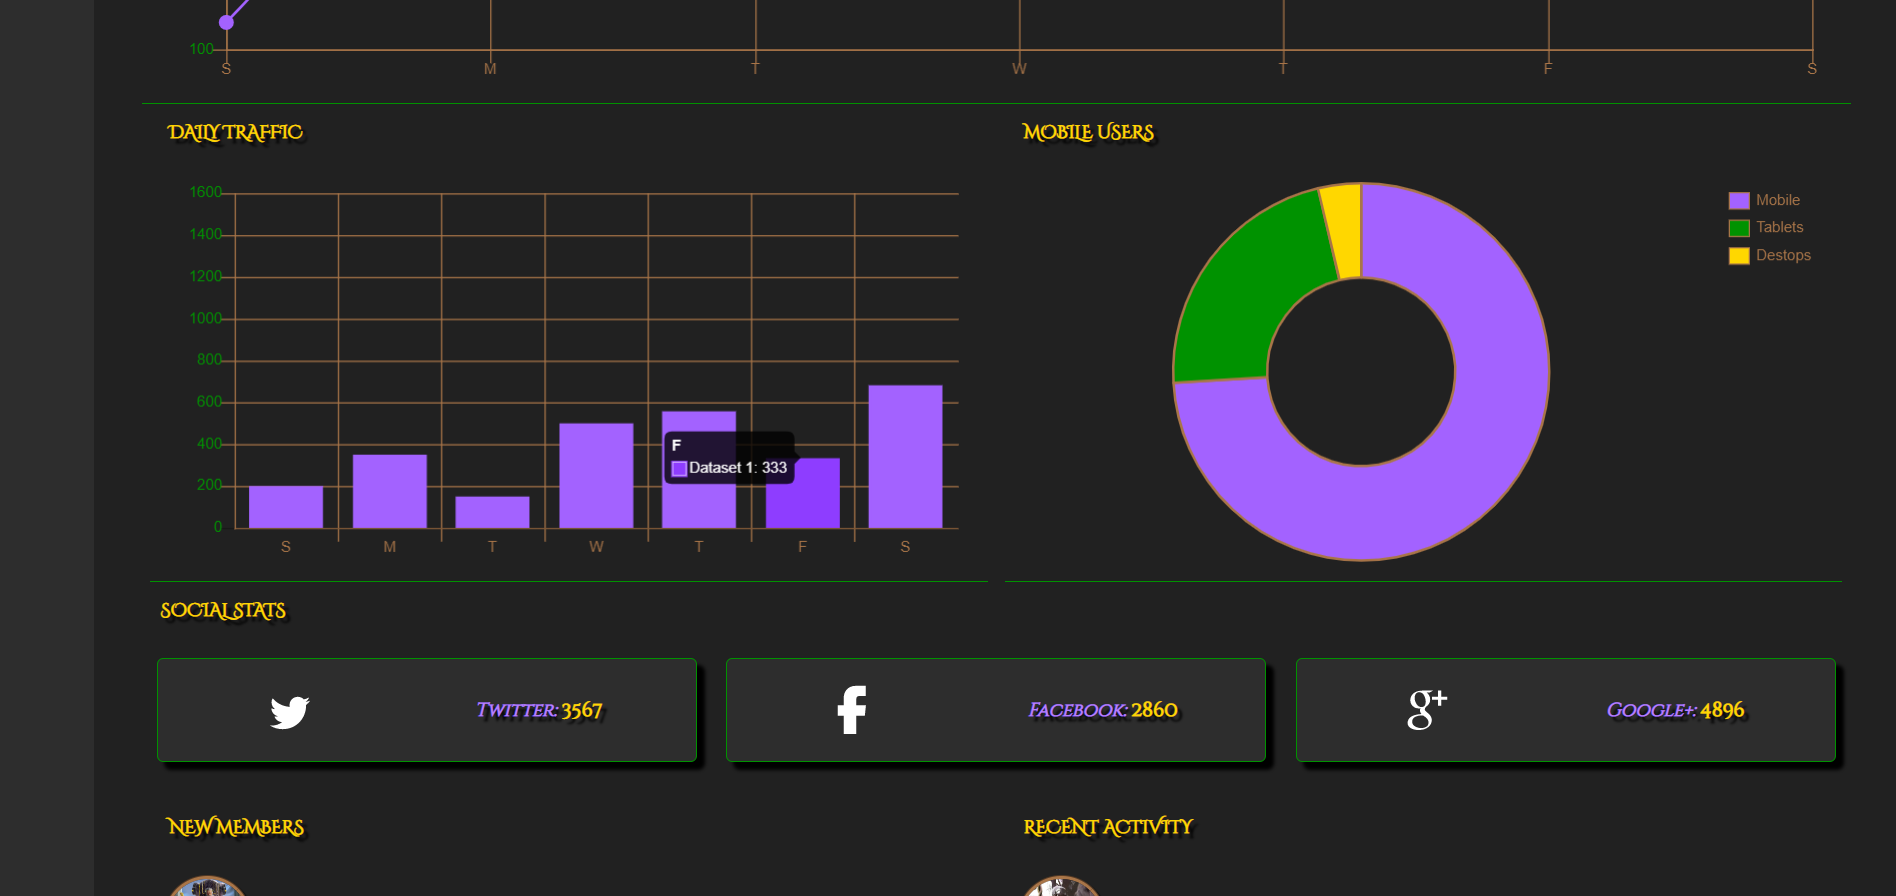 100
S M T W T F S
DAILY TRAFFIC
MOBILE USERS
1600
1400
1200
1000
800
600
400
200
0
F
Dataset 1: 333
S M T W T F S
Mobile
Tablets
Destops
SOCIAL STATS
TWITTER: 3567
FACEBOOK: 2860
g+
GOOGLE+: 4896
NEW MEMBERS
RECENT ACTIVITY